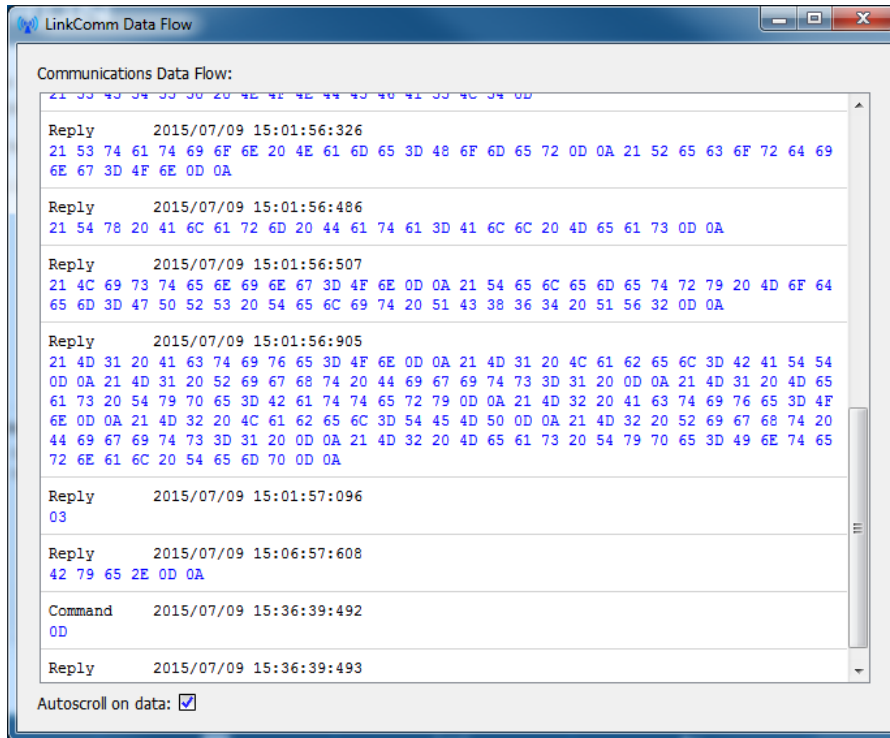 LinkComm Data Flow
Communications Data Flow:
21 53 45 54 53 50 20 4E 4F 4E 44 45 46 41 55 4C 54 0D
Reply 2015/07/09 15:01:56:326
21 53 74 61 74 69 6F 6E 20 4E 61 6D 65 3D 48 6F 6D 65 72 0D 0A 21 52 65 63 6F 72 64 69
6E 67 3D 4F 6E 0D 0A
Reply 2015/07/09 15:01:56:486
21 54 78 20 41 6C 61 72 6D 20 44 61 74 61 3D 41 6C 6C 20 4D 65 61 73 0D 0A
Reply 2015/07/09 15:01:56:507
21 4C 69 73 74 65 6E 69 6E 67 3D 4F 6E 0D 0A 21 54 65 6C 65 6D 65 74 72 79 20 4D 6F 64
65 6D 3D 47 50 52 53 20 54 65 6C 69 74 20 51 43 38 36 34 20 51 56 32 0D 0A
Reply 2015/07/09 15:01:56:905
21 4D 31 20 41 63 74 69 76 65 3D 4F 6E 0D 0A 21 4D 31 20 4C 61 62 65 6C 3D 42 41 54 54
0D 0A 21 4D 31 20 52 69 67 68 74 20 44 69 67 69 74 73 3D 31 20 0D 0A 21 4D 31 20 4D 65
61 73 20 54 79 70 65 3D 42 61 74 74 65 72 79 0D 0A 21 4D 32 20 41 63 74 69 76 65 3D 4F
6E 0D 0A 21 4D 32 20 4C 61 62 65 6C 3D 54 45 4D 50 0D 0A 21 4D 32 20 52 69 67 68 74 20
44 69 67 69 74 73 3D 31 20 0D 0A 21 4D 32 20 4D 65 61 73 20 54 79 70 65 3D 49 6E 74 65
72 6E 61 6C 20 54 65 6D 70 0D 0A
Reply 2015/07/09 15:01:57:096
03
Reply 2015/07/09 15:06:57:608
42 79 65 2E 0D 0A
Command 2015/07/09 15:36:39:492
0D
Reply 2015/07/09 15:36:39:493
Autoscroll on data: